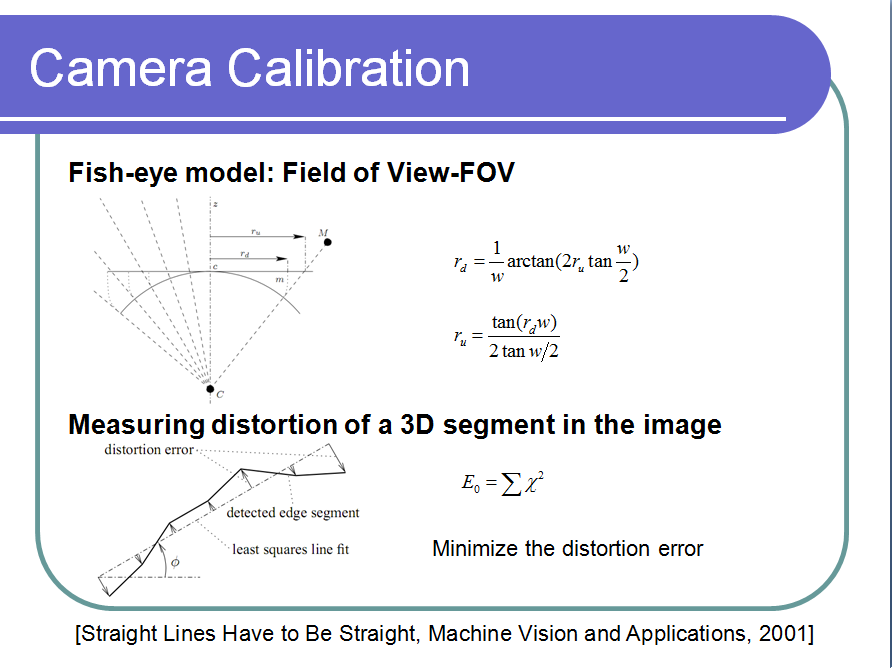 Camera Calibration
Fish-eye model: Field of View-FOV
z
r_u
M
r_d
c
m
C
r_d = \frac{1}{w} arctan(2r_u tan \frac{w}{2})
r_u = \frac{tan(r_d w)}{2 tan w/2}
Measuring distortion of a 3D segment in the image
distortion error
detected edge segment
least squares line fit
ϕ
E_0 = ∑ χ^2
Minimize the distortion error
[Straight Lines Have to Be Straight, Machine Vision and Applications, 2001]